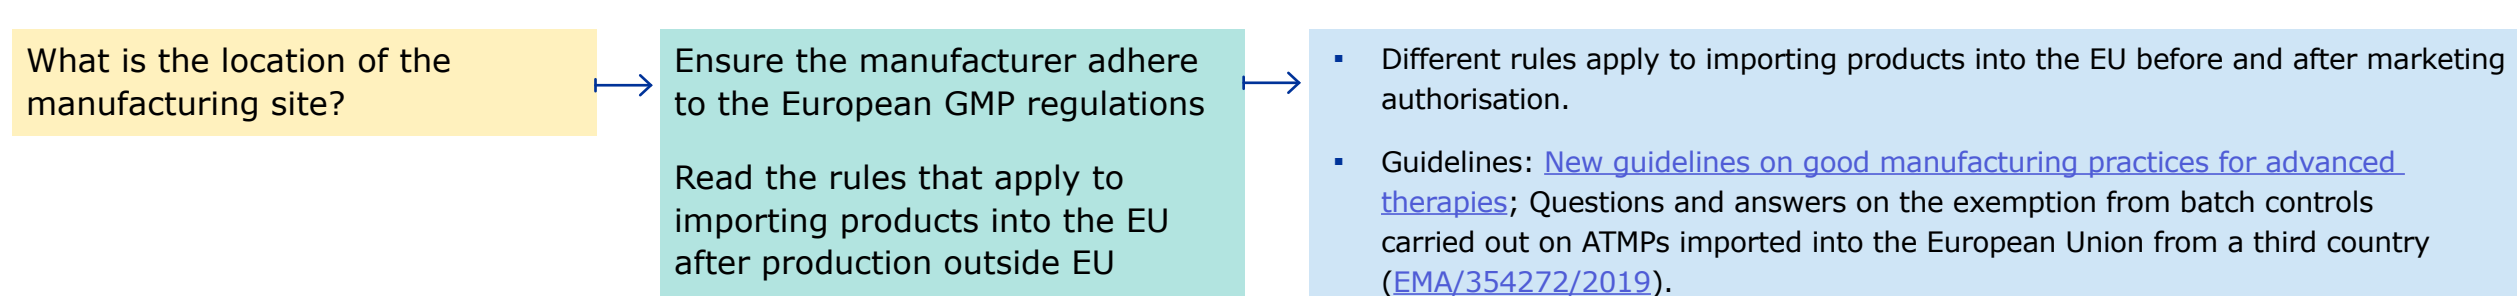 What is the location of the
manufacturing site?
Ensure the manufacturer adhere
to the European GMP regulations
Read the rules that apply to
importing products into the EU
after production outside EU
▪ Different rules apply to importing products into the EU before and after marketing
authorisation.
▪ Guidelines: New guidelines on good manufacturing practices for advanced
therapies; Questions and answers on the exemption from batch controls
carried out on ATMPs imported into the European Union from a third country
(EMA/354272/2019).